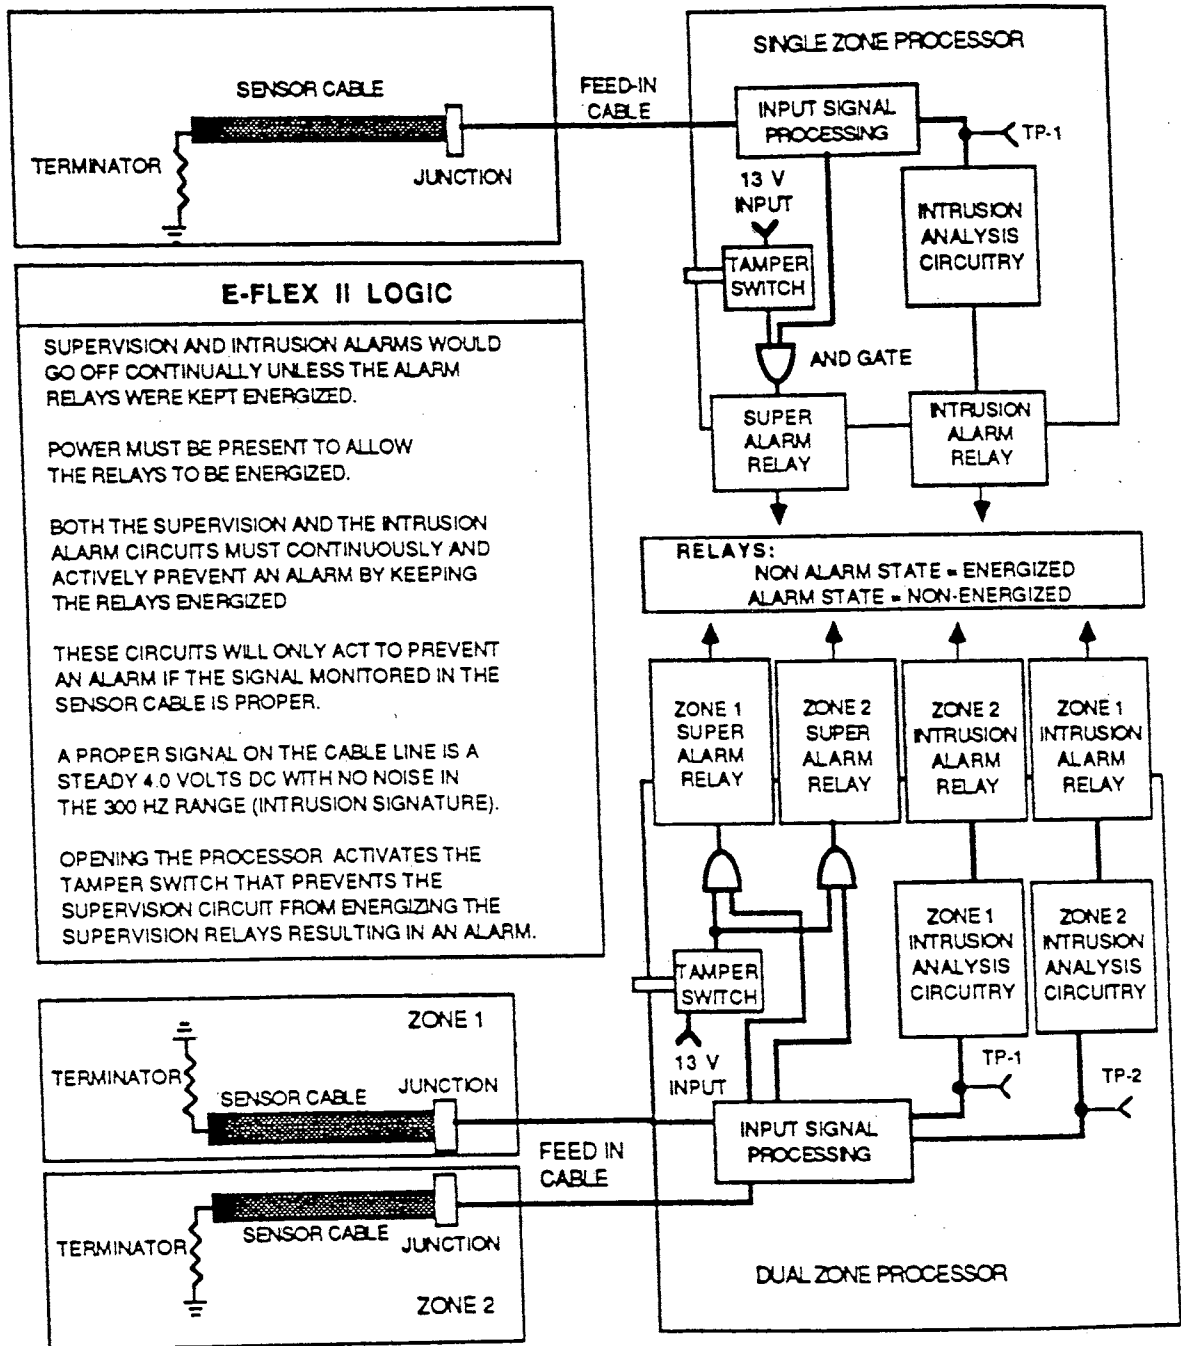 SINGLE ZONE PROCESSOR
SENSOR CABLE
TERMINATOR
JUNCTION
FEED-IN
CABLE
INPUT SIGNAL
PROCESSING
TP-1
13 V
INPUT
TAMPER
SWITCH
INTRUSION
ANALYSIS
CIRCUITRY
AND GATE
SUPER
ALARM
RELAY
INTRUSION
ALARM
RELAY
E-FLEX II LOGIC
SUPERVISION AND INTRUSION ALARMS WOULD
GO OFF CONTINUALLY UNLESS THE ALARM
RELAYS WERE KEPT ENERGIZED.
POWER MUST BE PRESENT TO ALLOW
THE RELAYS TO BE ENERGIZED.
BOTH THE SUPERVISION AND THE INTRUSION
ALARM CIRCUITS MUST CONTINUOUSLY AND
ACTIVELY PREVENT AN ALARM BY KEEPING
THE RELAYS ENERGIZED
THESE CIRCUITS WILL ONLY ACT TO PREVENT
AN ALARM IF THE SIGNAL MONITORED IN THE
SENSOR CABLE IS PROPER.
A PROPER SIGNAL ON THE CABLE LINE IS A
STEADY 4.0 VOLTS DC WITH NO NOISE IN
THE 300 HZ RANGE (INTRUSION SIGNATURE).
OPENING THE PROCESSOR ACTIVATES THE
TAMPER SWITCH THAT PREVENTS THE
SUPERVISION CIRCUIT FROM ENERGIZING THE
SUPERVISION RELAYS RESULTING IN AN ALARM.
RELAYS:
NON ALARM STATE = ENERGIZED
ALARM STATE = NON-ENERGIZED
ZONE 1
SUPER
ALARM
RELAY
ZONE 2
SUPER
ALARM
RELAY
ZONE 2
INTRUSION
ALARM
RELAY
ZONE 1
INTRUSION
ALARM
RELAY
ZONE 1
INTRUSION
ANALYSIS
CIRCUITRY
ZONE 2
INTRUSION
ANALYSIS
CIRCUITRY
TAMPER
SWITCH
13 V
INPUT
TP-1
TP-2
INPUT SIGNAL
PROCESSING
ZONE 1
TERMINATOR
SENSOR CABLE
JUNCTION
FEED IN
CABLE
TERMINATOR
SENSOR CABLE
JUNCTION
ZONE 2
DUAL ZONE PROCESSOR